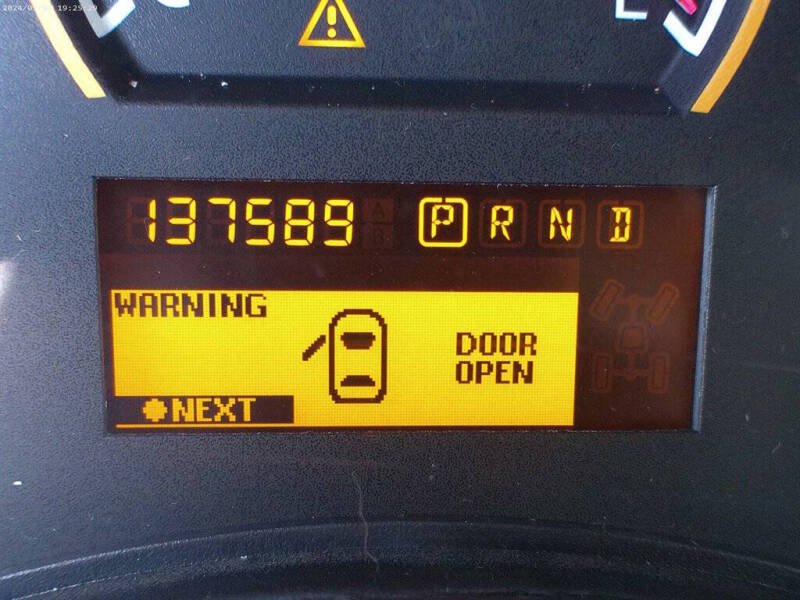 137589 P R N D
WARNING
DOOR
OPEN
NEXT